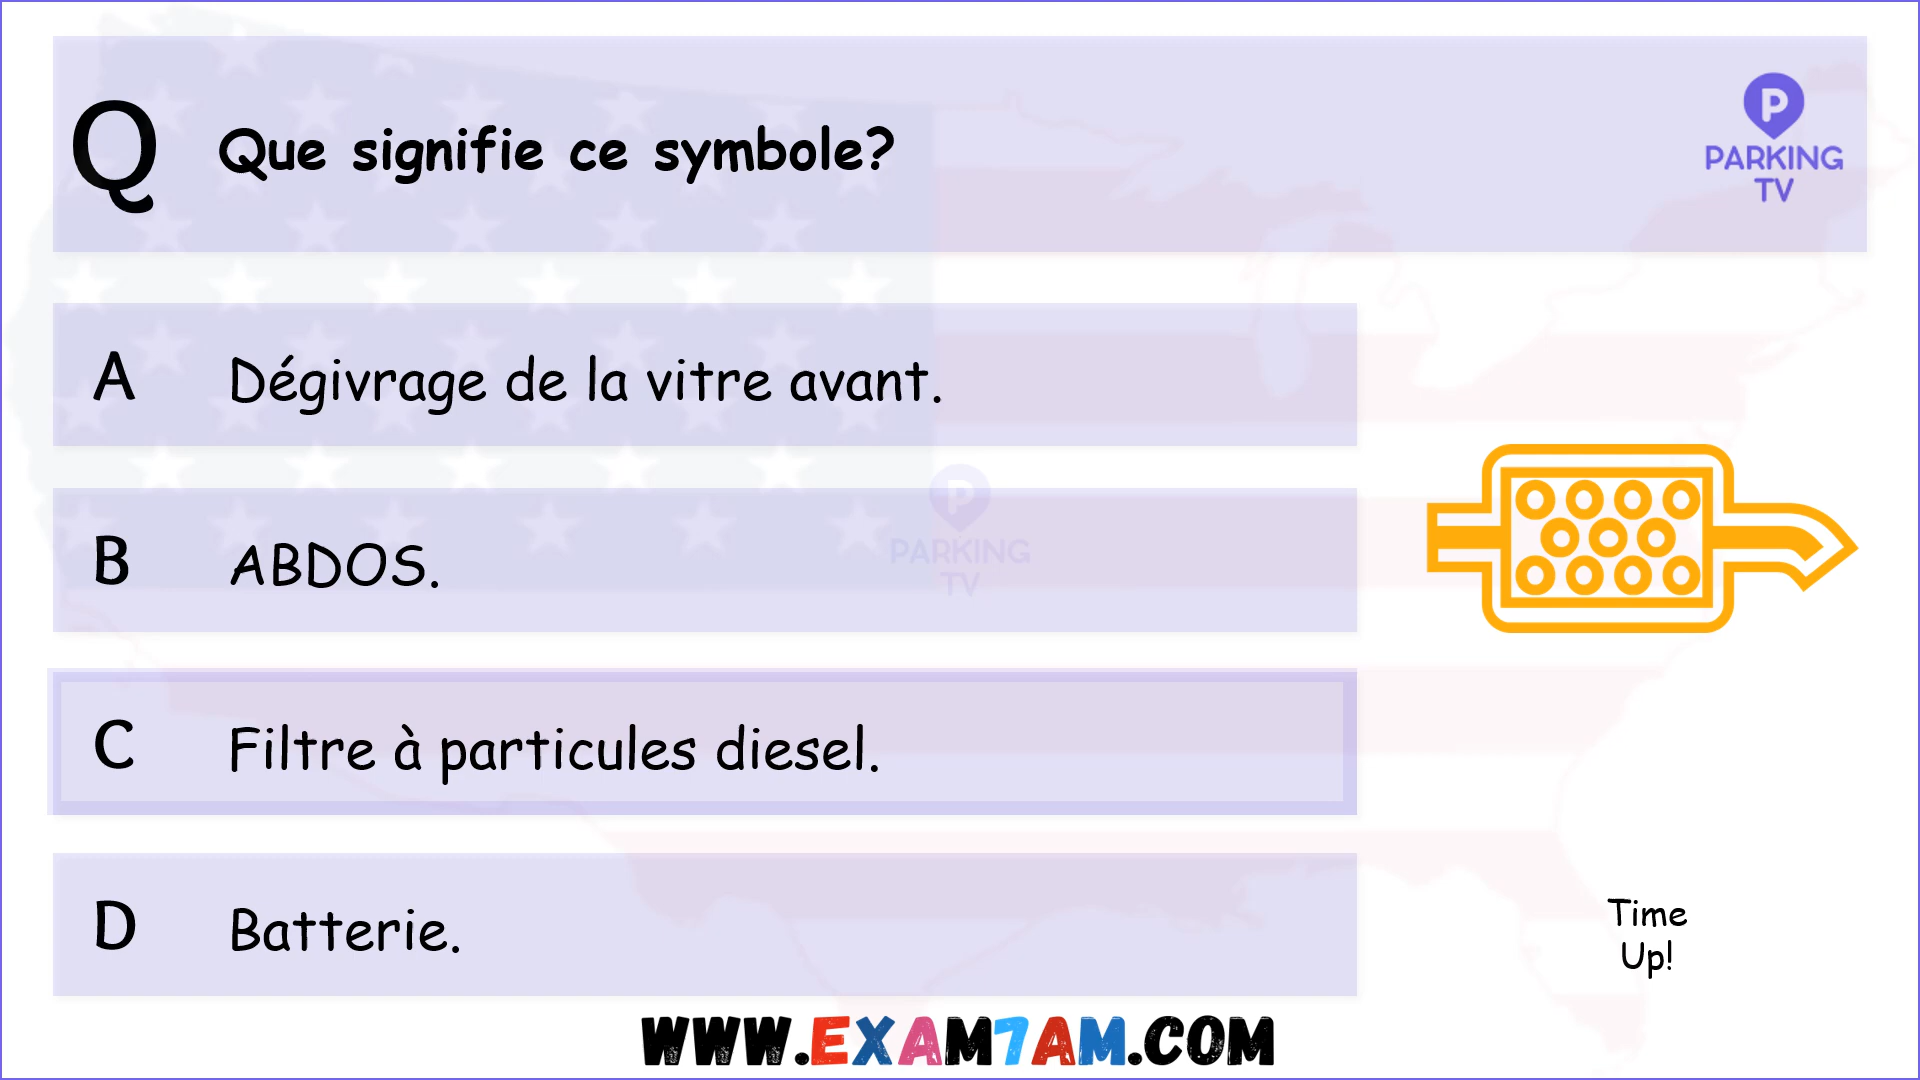 Q
Que signifie ce symbole?
P
PARKING
TV
A
Dégivrage de la vitre avant.
B
ABDOS.
P
PARKING
TV
C
Filtre à particules diesel.
D
Batterie.
Time
Up!
WWW.EXAM7AM.COM